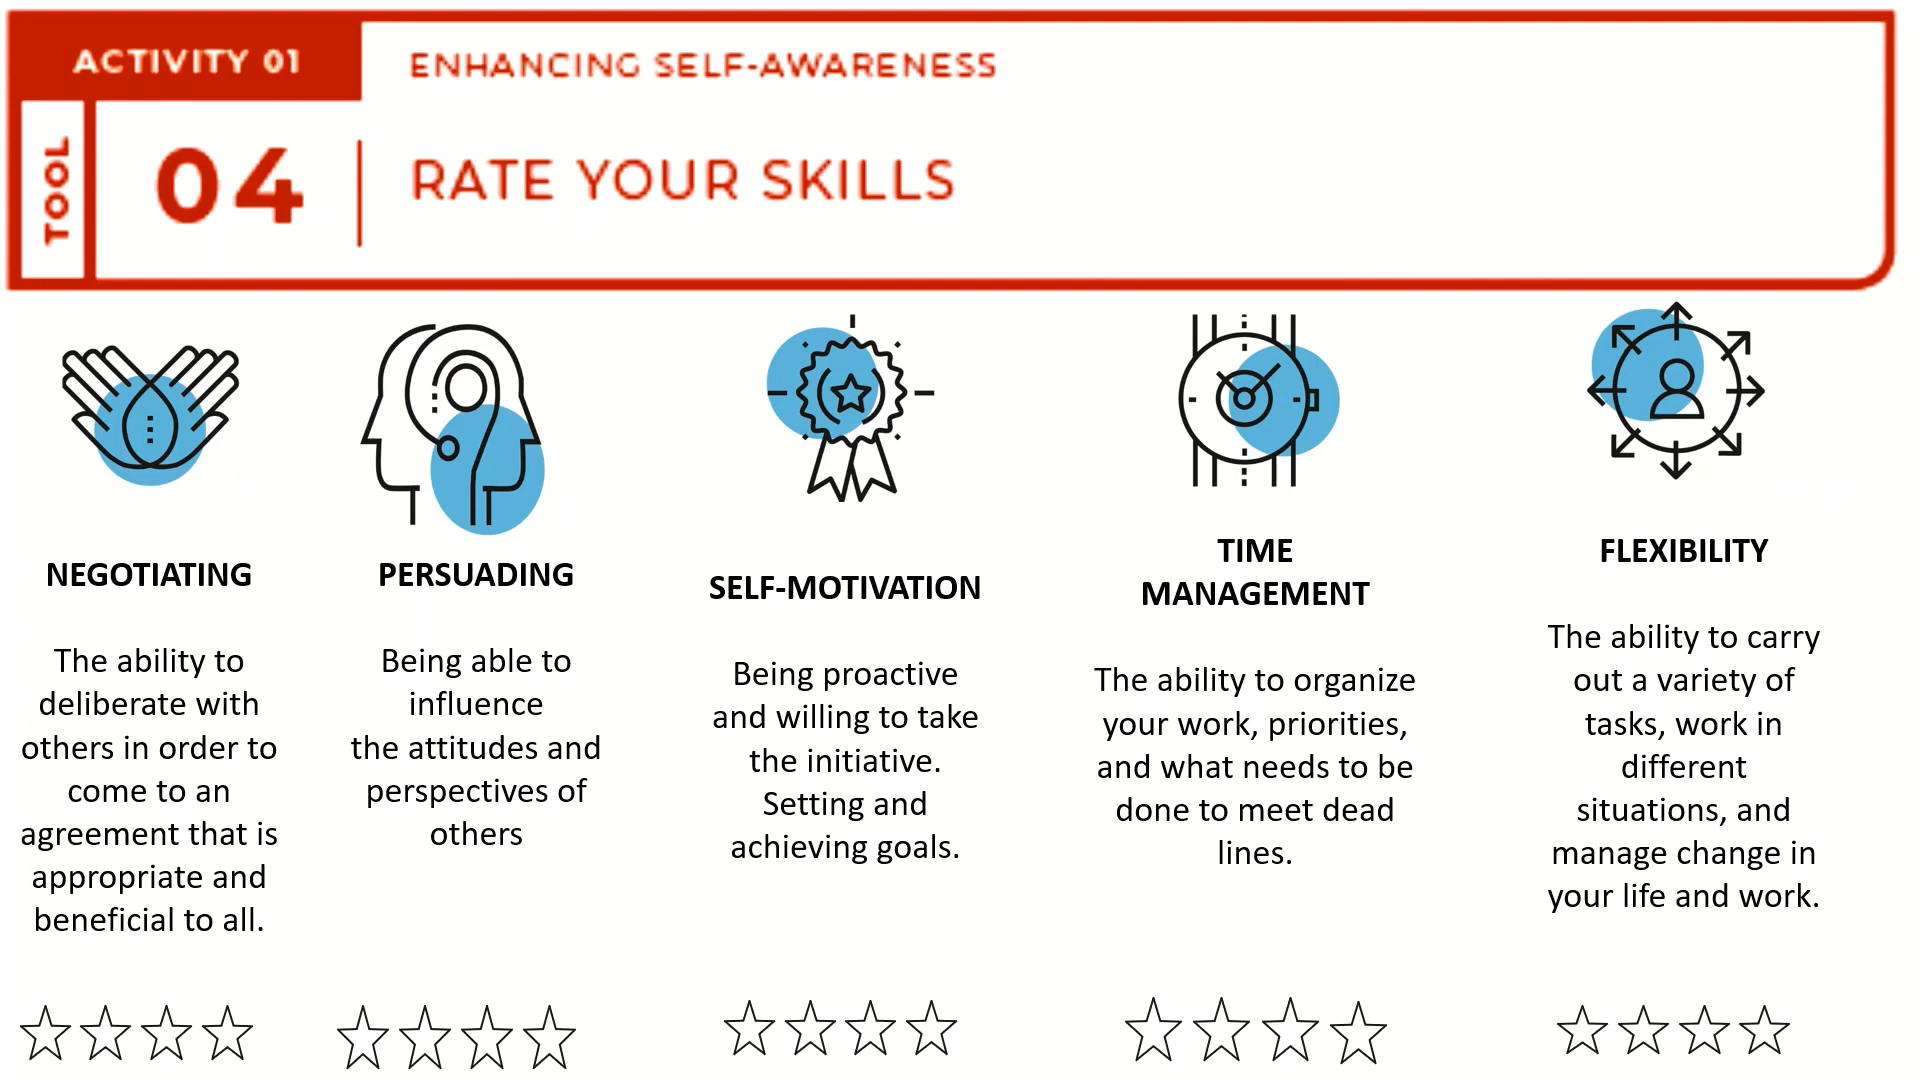 ACTIVITY 01
ENHANCING SELF-AWARENESS
TOOL
04
RATE YOUR SKILLS
NEGOTIATING
The ability to
deliberate with
others in order to
come to an
agreement that is
appropriate and
beneficial to all.
PERSUADING
Being able to
influence
the attitudes and
perspectives of
others
SELF-MOTIVATION
Being proactive
and willing to take
the initiative.
Setting and
achieving goals.
TIME
MANAGEMENT
The ability to organize
your work, priorities,
and what needs to be
done to meet dead
lines.
FLEXIBILITY
The ability to carry
out a variety of
tasks, work in
different
situations, and
manage change in
your life and work.